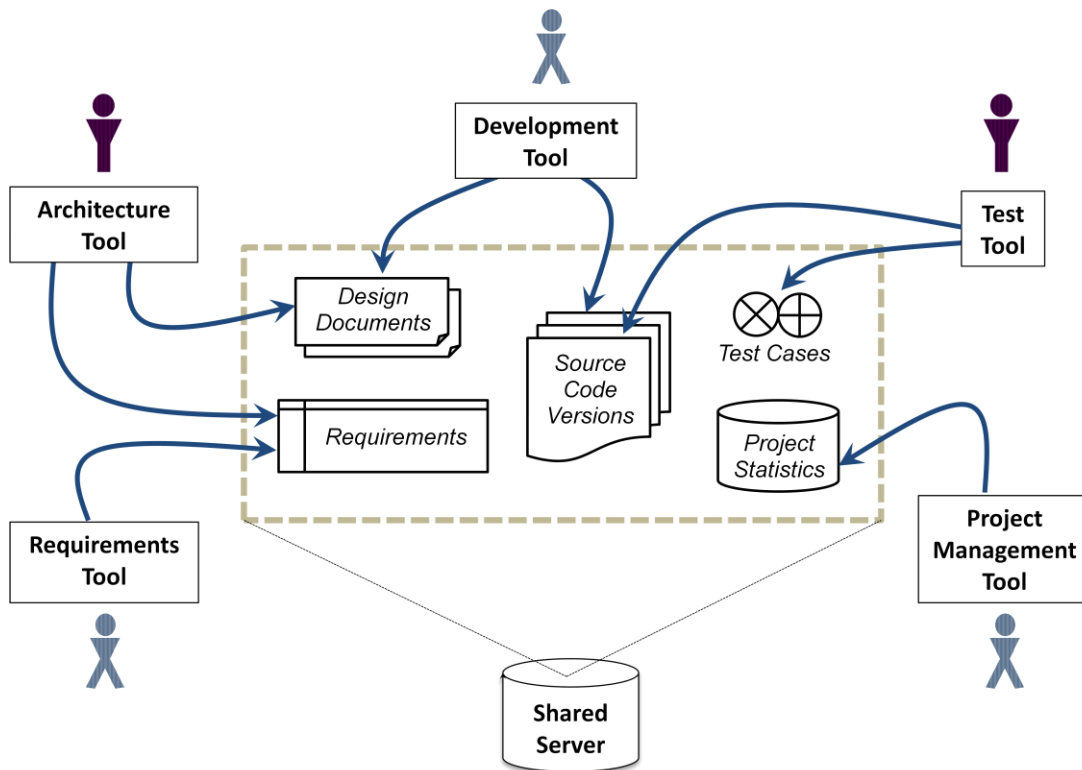 Development
Tool
Architecture
Tool
Test
Tool
Design
Documents
Source
Code
Versions
Test Cases
Requirements
Project
Statistics
Requirements
Tool
Project
Management
Tool
Shared
Server